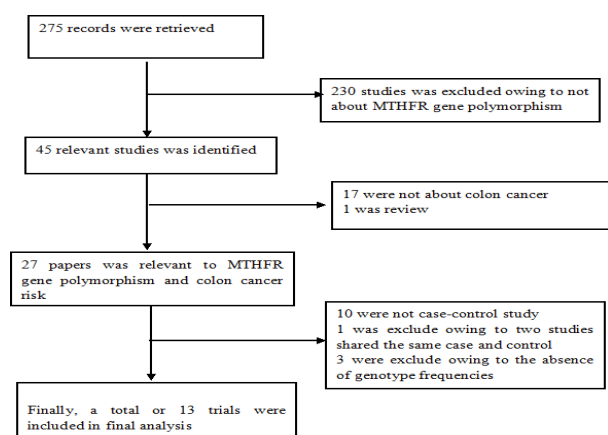 275 records were retrieved
230 studies was excluded owing to not
about MTHFR gene polymorphism
45 relevant studies was identified
17 were not about colon cancer
1 was review
27 papers was relevant to MTHFR
gene polymorphism and colon cancer
risk
10 were not case-control study
1 was exclude owing to two studies
shared the same case and control
3 were exclude owing to the absence
of genotype frequencies
Finally, a total or 13 trials were
included in final analysis